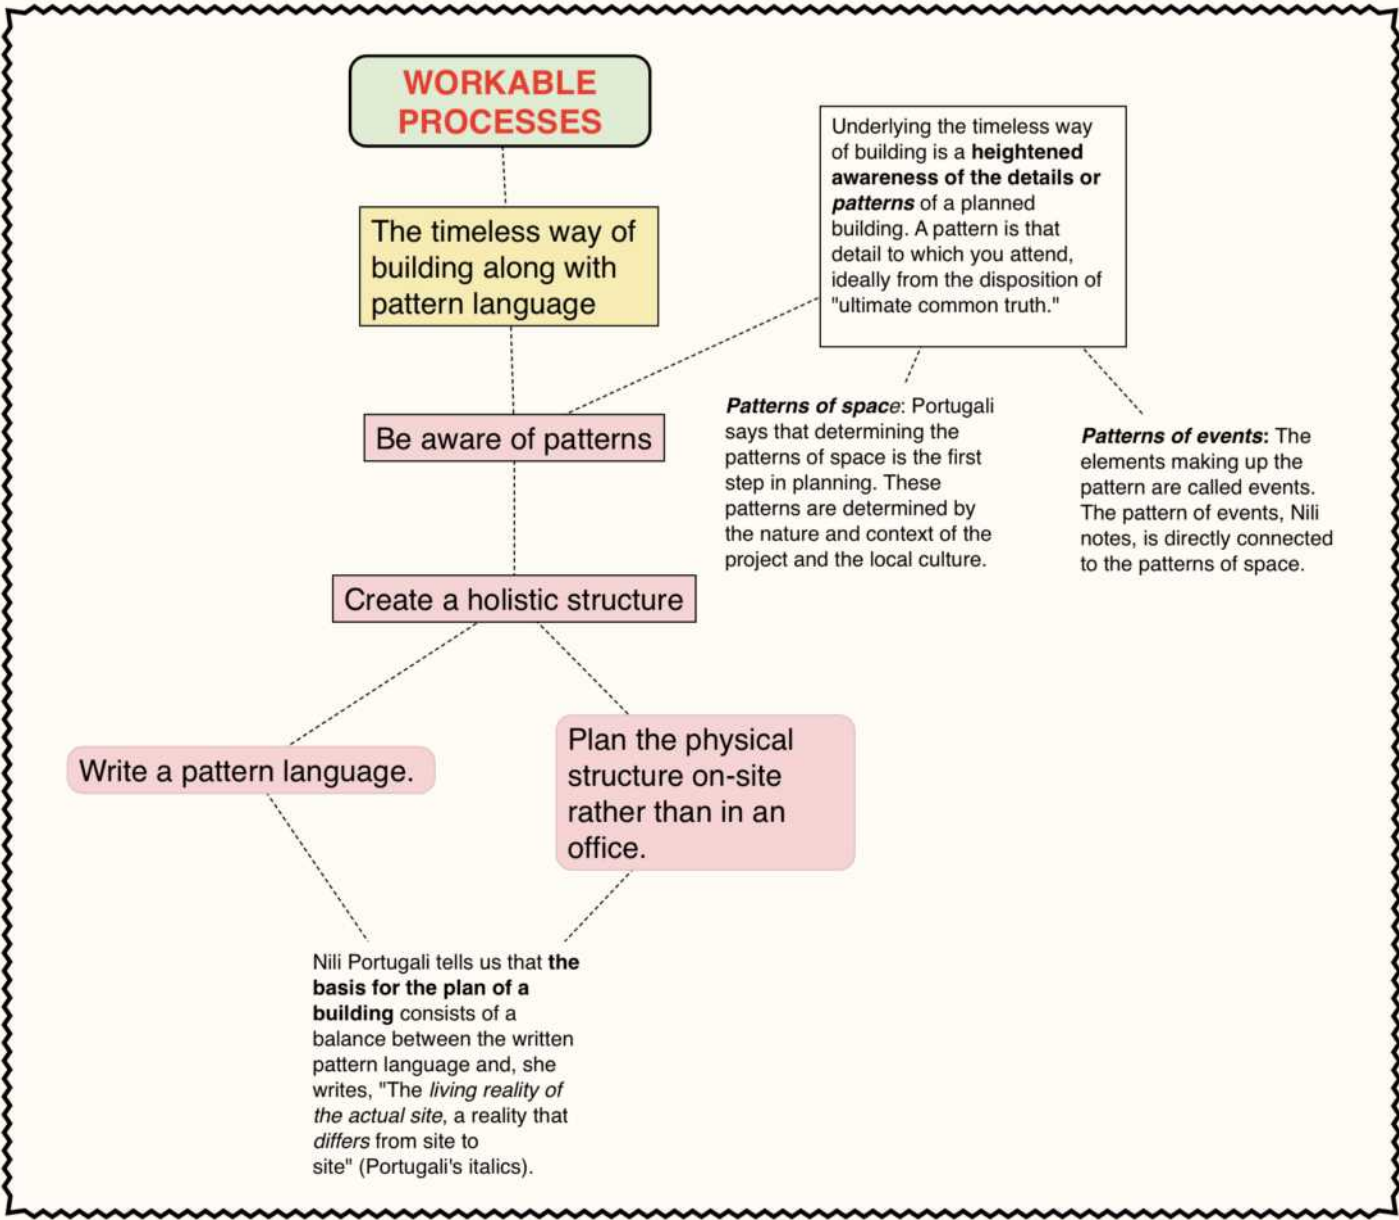 WORKABLE
PROCESSES
The timeless way of
building along with
pattern language
Underlying the timeless way
of building is a heightened
awareness of the details or
patterns of a planned
building. A pattern is that
detail to which you attend,
ideally from the disposition of
"ultimate common truth."
Be aware of patterns
Patterns of space: Portugali
says that determining the
patterns of space is the first
step in planning. These
patterns are determined by
the nature and context of the
project and the local culture.
Patterns of events: The
elements making up the
pattern are called events.
The pattern of events, Nili
notes, is directly connected
to the patterns of space.
Create a holistic structure
Write a pattern language.
Plan the physical
structure on-site
rather than in an
office.
Nili Portugali tells us that the
basis for the plan of a
building consists of a
balance between the written
pattern language and, she
writes, "The living reality of
the actual site, a reality that
differs from site to
site" (Portugali's italics).